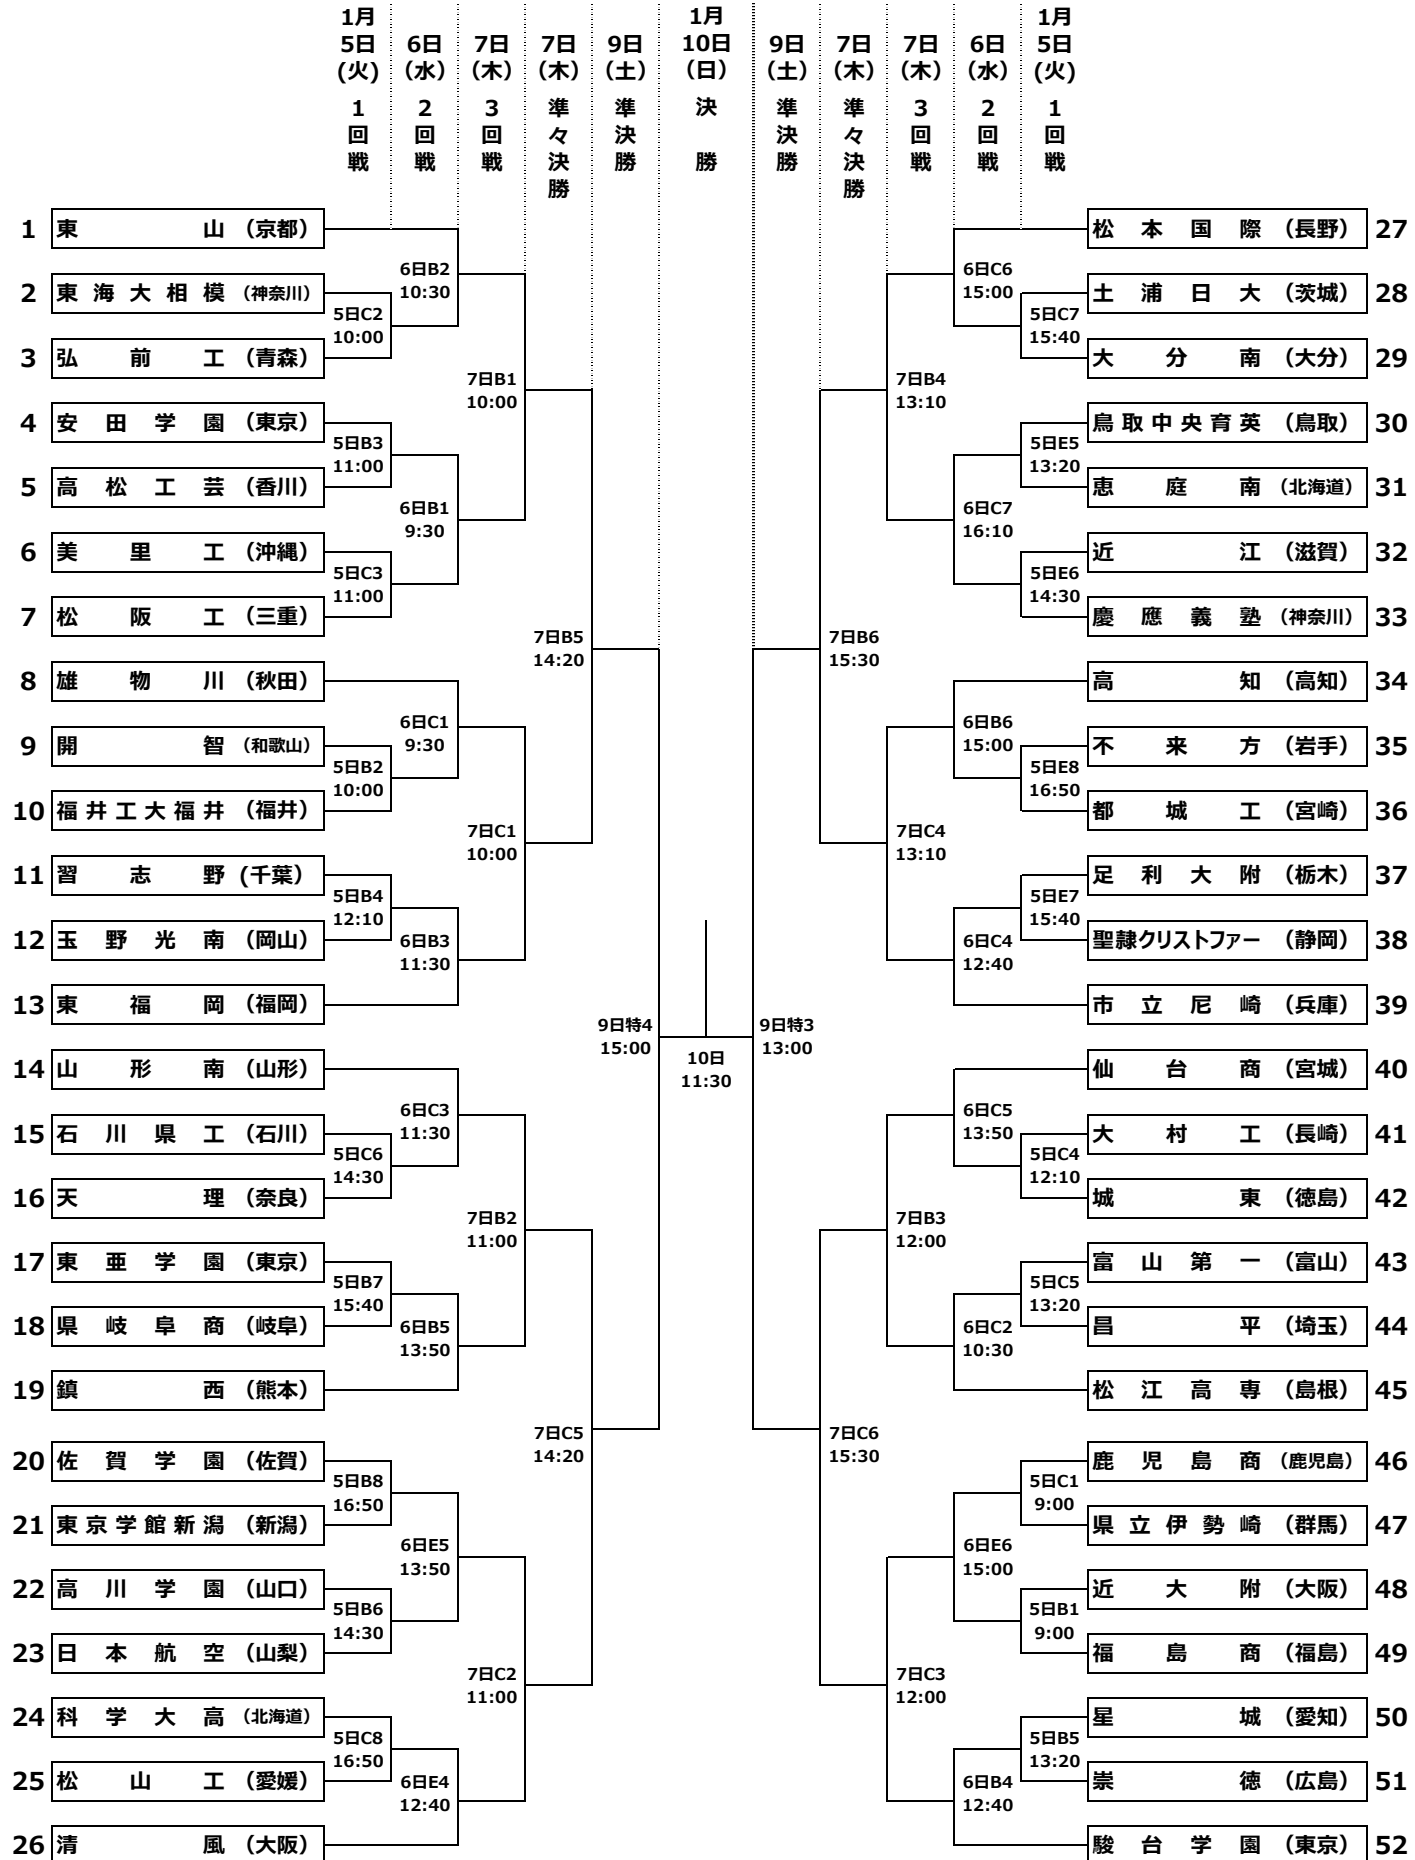 1月 5日 (火) 1回戦
6日 (水) 2回戦
7日 (木) 3回戦
7日 (木) 準々決勝
9日 (土) 準決勝
1月 10日 (日) 決勝
9日 (土) 準決勝
7日 (木) 準々決勝
7日 (木) 3回戦
6日 (水) 2回戦
1月 5日 (火) 1回戦
1 東山 (京都)
2 東海大相模 (神奈川)
3 弘前工 (青森)
4 安田学園 (東京)
5 高松工芸 (香川)
6 美里工 (沖縄)
7 松阪工 (三重)
8 雄物川 (秋田)
9 開智 (和歌山)
10 福井工大福井 (福井)
11 習志野 (千葉)
12 玉野光南 (岡山)
13 東福岡 (福岡)
14 山形南 (山形)
15 石川県工 (石川)
16 天理 (奈良)
17 東亜学園 (東京)
18 県岐阜商 (岐阜)
19 鎮西 (熊本)
20 佐賀学園 (佐賀)
21 東京学館新潟 (新潟)
22 高川学園 (山口)
23 日本航空 (山梨)
24 科学大高 (北海道)
25 松山工 (愛媛)
26 清風 (大阪)
5日C2
10:00
5日B3
11:00
5日C3
11:00
5日B2
10:00
5日B4
12:10
5日C6
14:30
5日B7
15:40
5日B8
16:50
5日B6
14:30
5日C8
16:50
6日B2
10:30
6日B1
9:30
6日C1
9:30
6日B3
11:30
6日C3
11:30
6日B5
13:50
6日E5
13:50
6日E4
12:40
7日B1
10:00
7日C1
10:00
7日B2
11:00
7日C2
11:00
7日B5
14:20
7日C5
14:20
9日特4
15:00
10日
11:30
9日特3
13:00
7日B6
15:30
7日C6
15:30
7日B4
13:10
7日C4
13:10
7日B3
12:00
7日C3
12:00
6日C6
15:00
6日C7
16:10
6日B6
15:00
6日C4
12:40
6日C5
13:50
6日C2
10:30
6日E6
15:00
6日B4
12:40
5日C7
15:40
5日E5
13:20
5日E6
14:30
5日E8
16:50
5日E7
15:40
5日C4
12:10
5日C5
13:20
5日C1
9:00
5日B1
9:00
5日B5
13:20
松本国際 (長野) 27
土浦日大 (茨城) 28
大分南 (大分) 29
鳥取中央育英 (鳥取) 30
恵庭南 (北海道) 31
近江 (滋賀) 32
慶應義塾 (神奈川) 33
高知 (高知) 34
不来方 (岩手) 35
都城工 (宮崎) 36
足利大附 (栃木) 37
聖隷クリストファー (静岡) 38
市立尼崎 (兵庫) 39
仙台商 (宮城) 40
大村工 (長崎) 41
城東 (徳島) 42
富山第一 (富山) 43
昌平 (埼玉) 44
松江高専 (島根) 45
鹿児島商 (鹿児島) 46
県立伊勢崎 (群馬) 47
近大附 (大阪) 48
福島商 (福島) 49
星城 (愛知) 50
崇徳 (広島) 51
駿台学園 (東京) 52